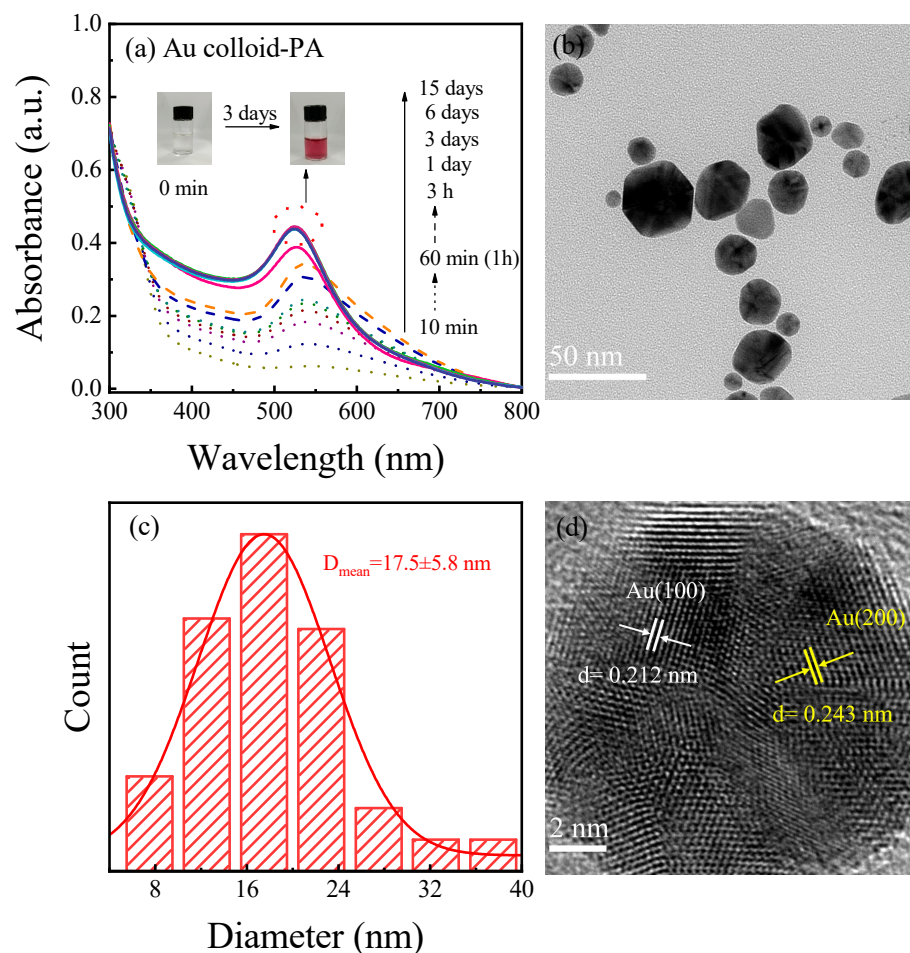 (a) Au colloid-PA
1.0
0.8
0.6
0.4
0.2
0.0
Absorbance (a.u.)
3 days
0 min
15 days
6 days
3 days
1 day
3 h
60 min (1h)
10 min
300 400 500 600 700 800
Wavelength (nm)
(b)
50 nm
(c)
D_mean=17.5±5.8 nm
Count
8 16 24 32 40
Diameter (nm)
(d)
Au(100)
d= 0.212 nm
Au(200)
d= 0.243 nm
2 nm